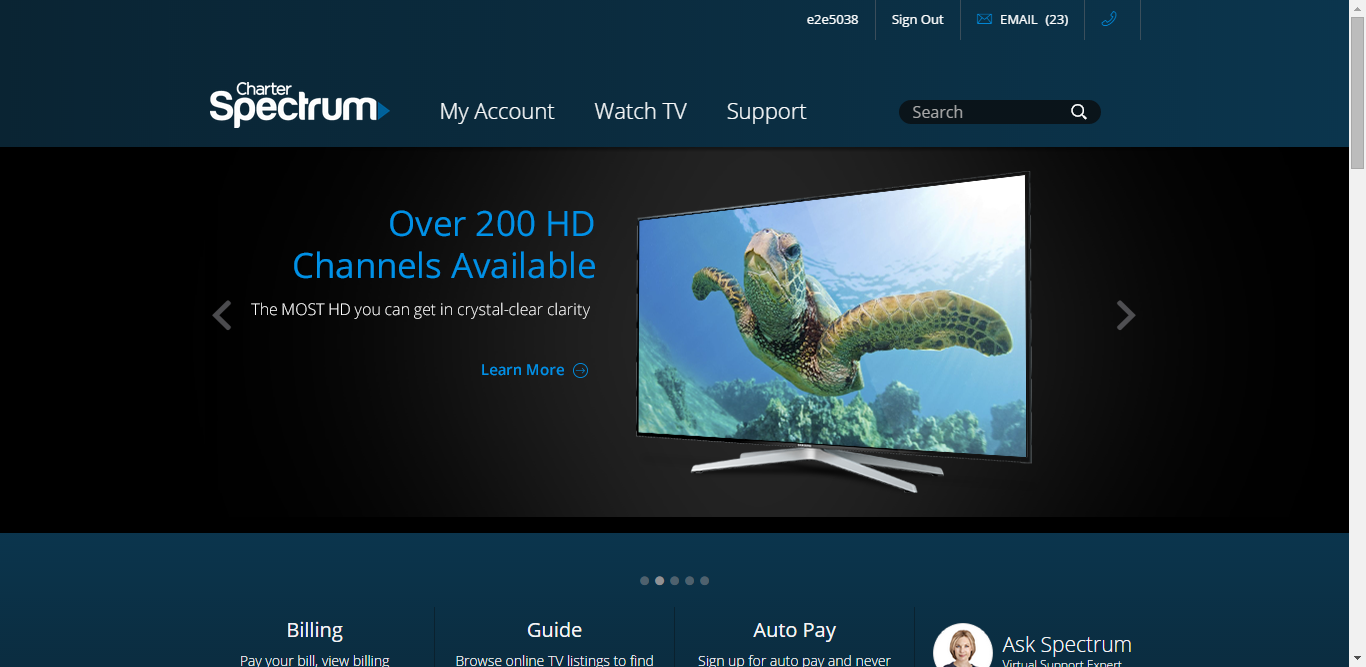 e2e5038 Sign Out EMAIL (23)
Charter
Spectrum
My Account Watch TV Support Search
Over 200 HD
Channels Available
The MOST HD you can get in crystal-clear clarity
Learn More
Billing Guide Auto Pay
Ask Spectrum
Pay your bill, view billing Browse online TV listings to find Sign up for auto pay and never
Virtual Support Expert